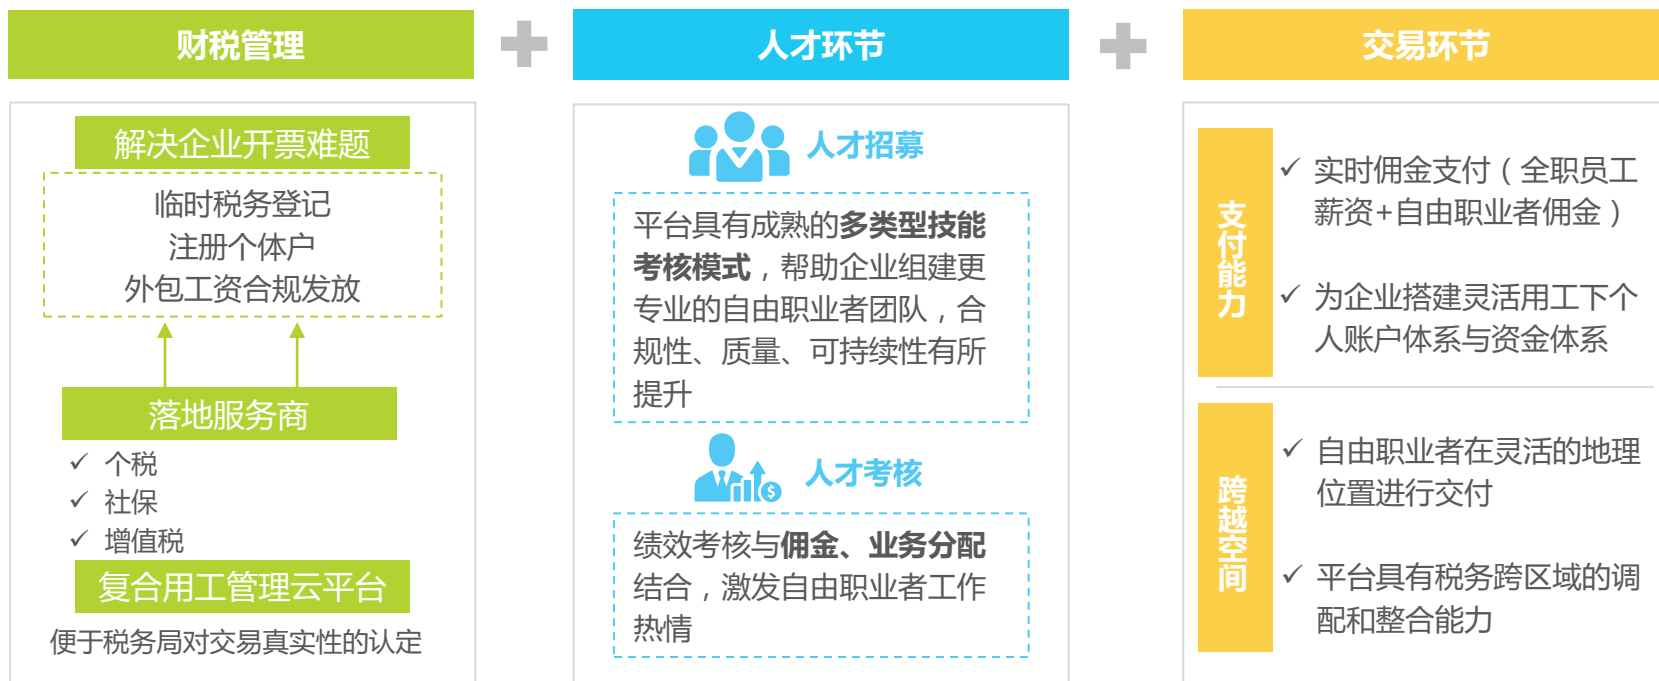 财税管理
解决企业开票难题
临时税务登记
注册个体户
外包工资合规发放
落地服务商
✓ 个税
✓ 社保
✓ 增值税
复合用工管理云平台
便于税务局对交易真实性的认定
人才环节
人才招募
平台具有成熟的多类型技能
考核模式，帮助企业组建更
专业的自由职业者团队，合
规性、质量、可持续性有所
提升
人才考核
绩效考核与佣金、业务分配
结合，激发自由职业者工作
热情
交易环节
支付能力
✓ 实时佣金支付（全职员工
薪资+自由职业者佣金）
✓ 为企业搭建灵活用工下个
人账户体系与资金体系
跨越空间
✓ 自由职业者在灵活的地理
位置进行交付
✓ 平台具有税务跨区域的调
配和整合能力